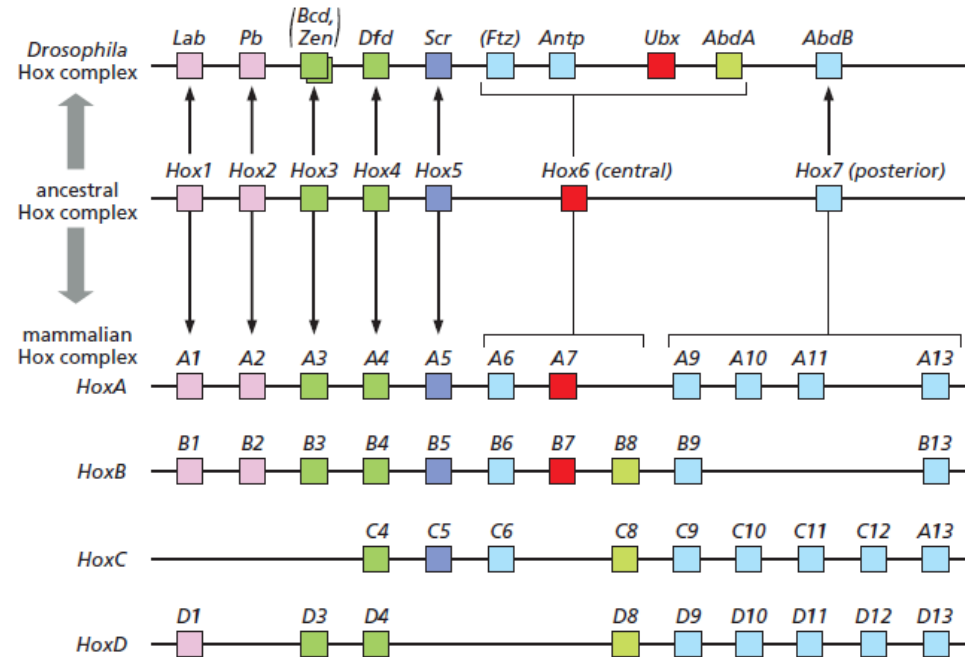 (Bcd,
Lab Pb Zen) Dfd Scr (Ftz) Antp Ubx AbdA AbdB
Drosophila
Hox complex
Hox1 Hox2 Hox3 Hox4 Hox5 Hox6 (central) Hox7 (posterior)
ancestral
Hox complex
mammalian
Hox complex
A1 A2 A3 A4 A5 A6 A7 A9 A10 A11 A13
HoxA
B1 B2 B3 B4 B5 B6 B7 B8 B9 B13
HoxB
C4 C5 C6 C8 C9 C10 C11 C12 A13
HoxC
D1 D3 D4 D8 D9 D10 D11 D12 D13
HoxD